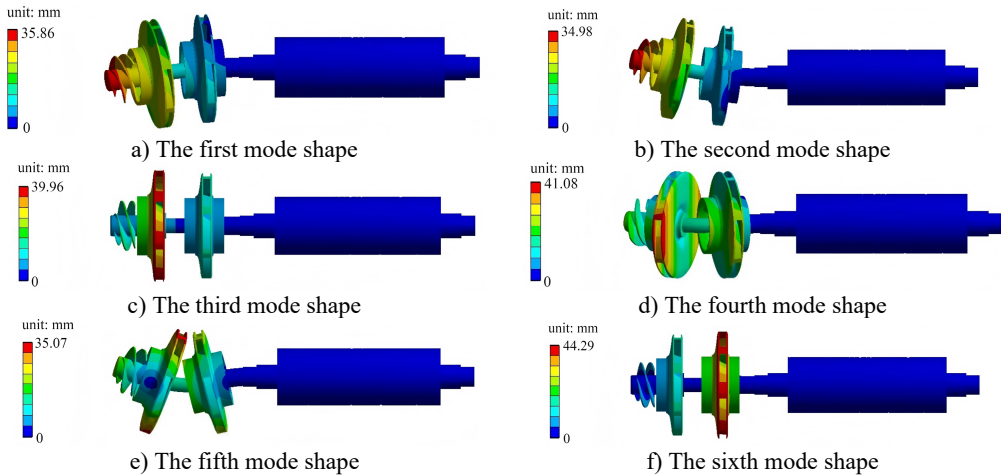 unit: mm
35.86
0
a) The first mode shape
unit: mm
34.98
0
b) The second mode shape
unit: mm
39.96
0
c) The third mode shape
unit: mm
41.08
0
d) The fourth mode shape
unit: mm
35.07
0
e) The fifth mode shape
unit: mm
44.29
0
f) The sixth mode shape